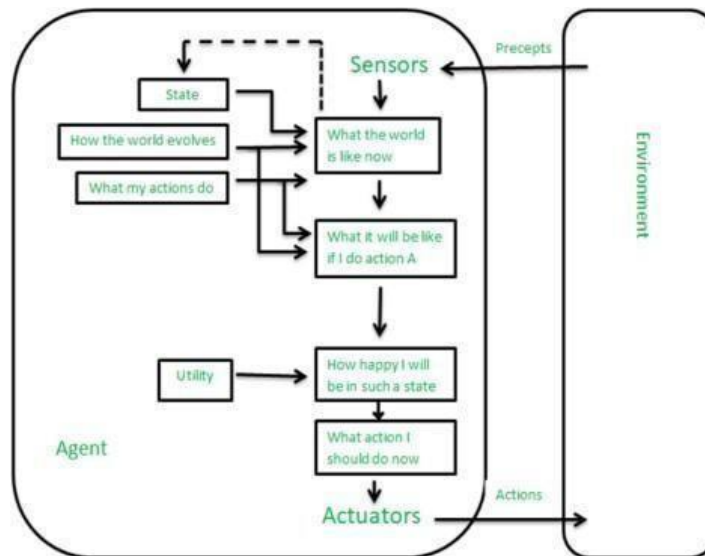 Precepts
Sensors
State
How the world evolves
What the world
is like now
What my actions do
What it will be like
if I do action A
Environment
Utility
How happy I will
be in such a state
What action I
should do now
Agent
Actuators
Actions